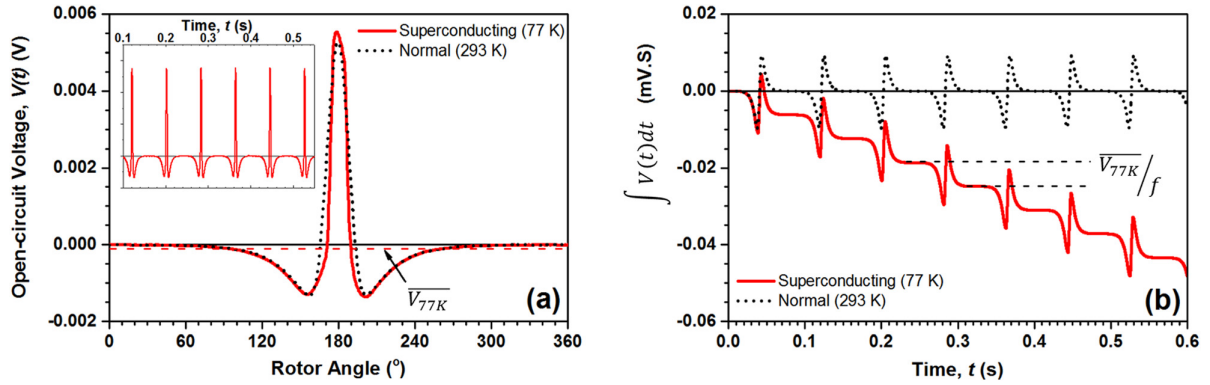 Time, t (s)
0.1 0.2 0.3 0.4 0.5
Superconducting (77 K)
Normal (293 K)
Open-circuit Voltage, V(t) (V)
0.006
0.004
0.002
0.000
-0.002
V77K
(a)
0 60 120 180 240 300 360
Rotor Angle (º)
∫ V(t)dt (mV.S)
0.02
0.00
-0.02
-0.04
-0.06
V77K/f
Superconducting (77 K)
Normal (293 K)
(b)
0.0 0.1 0.2 0.3 0.4 0.5 0.6
Time, t (s)